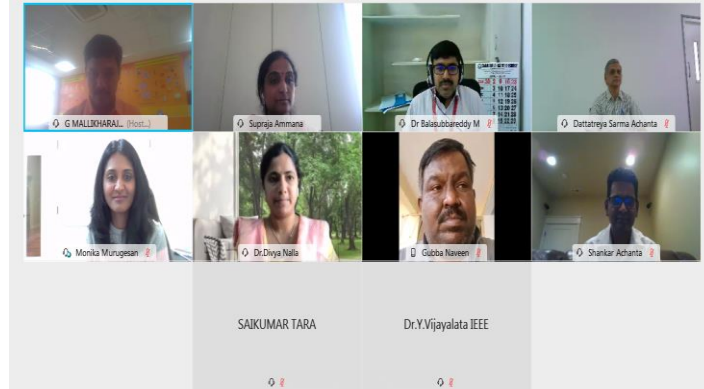 G MALLIKHARAJ... (Host...)
Supraja Ammana
Dr Balasubbareddy M
Dattatreya Sarma Achanta
Monika Murugesan
Dr.Divya Nalla
Gubba Naveen
Shankar Achanta
SAIKUMAR TARA
Dr.Y.Vijayalata IEEE